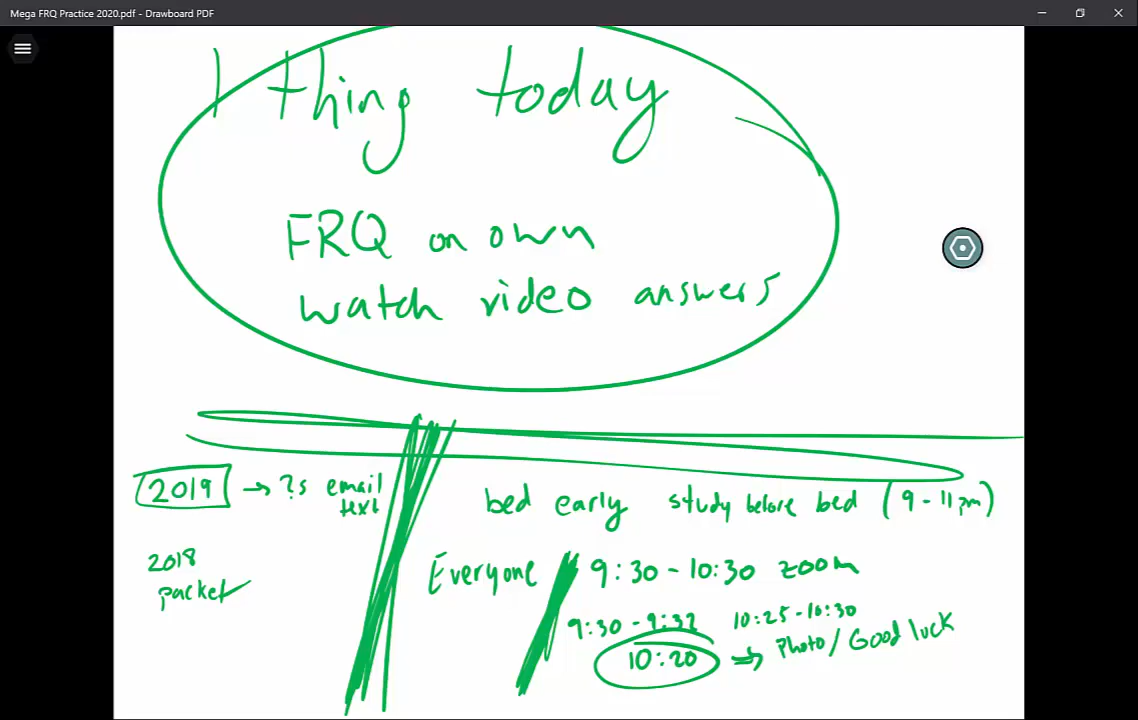 Mega FRQ Practice 2020.pdf - Drawboard PDF
1 thing today
FRQ on own
watch video answers
2019 → ?s email
text
2018
packet
bed early study before bed (9-11pm)
Everyone 9:30-10:30 zoom
9:30-9:32 10:25-10:30
10:20 → Photo/Good luck